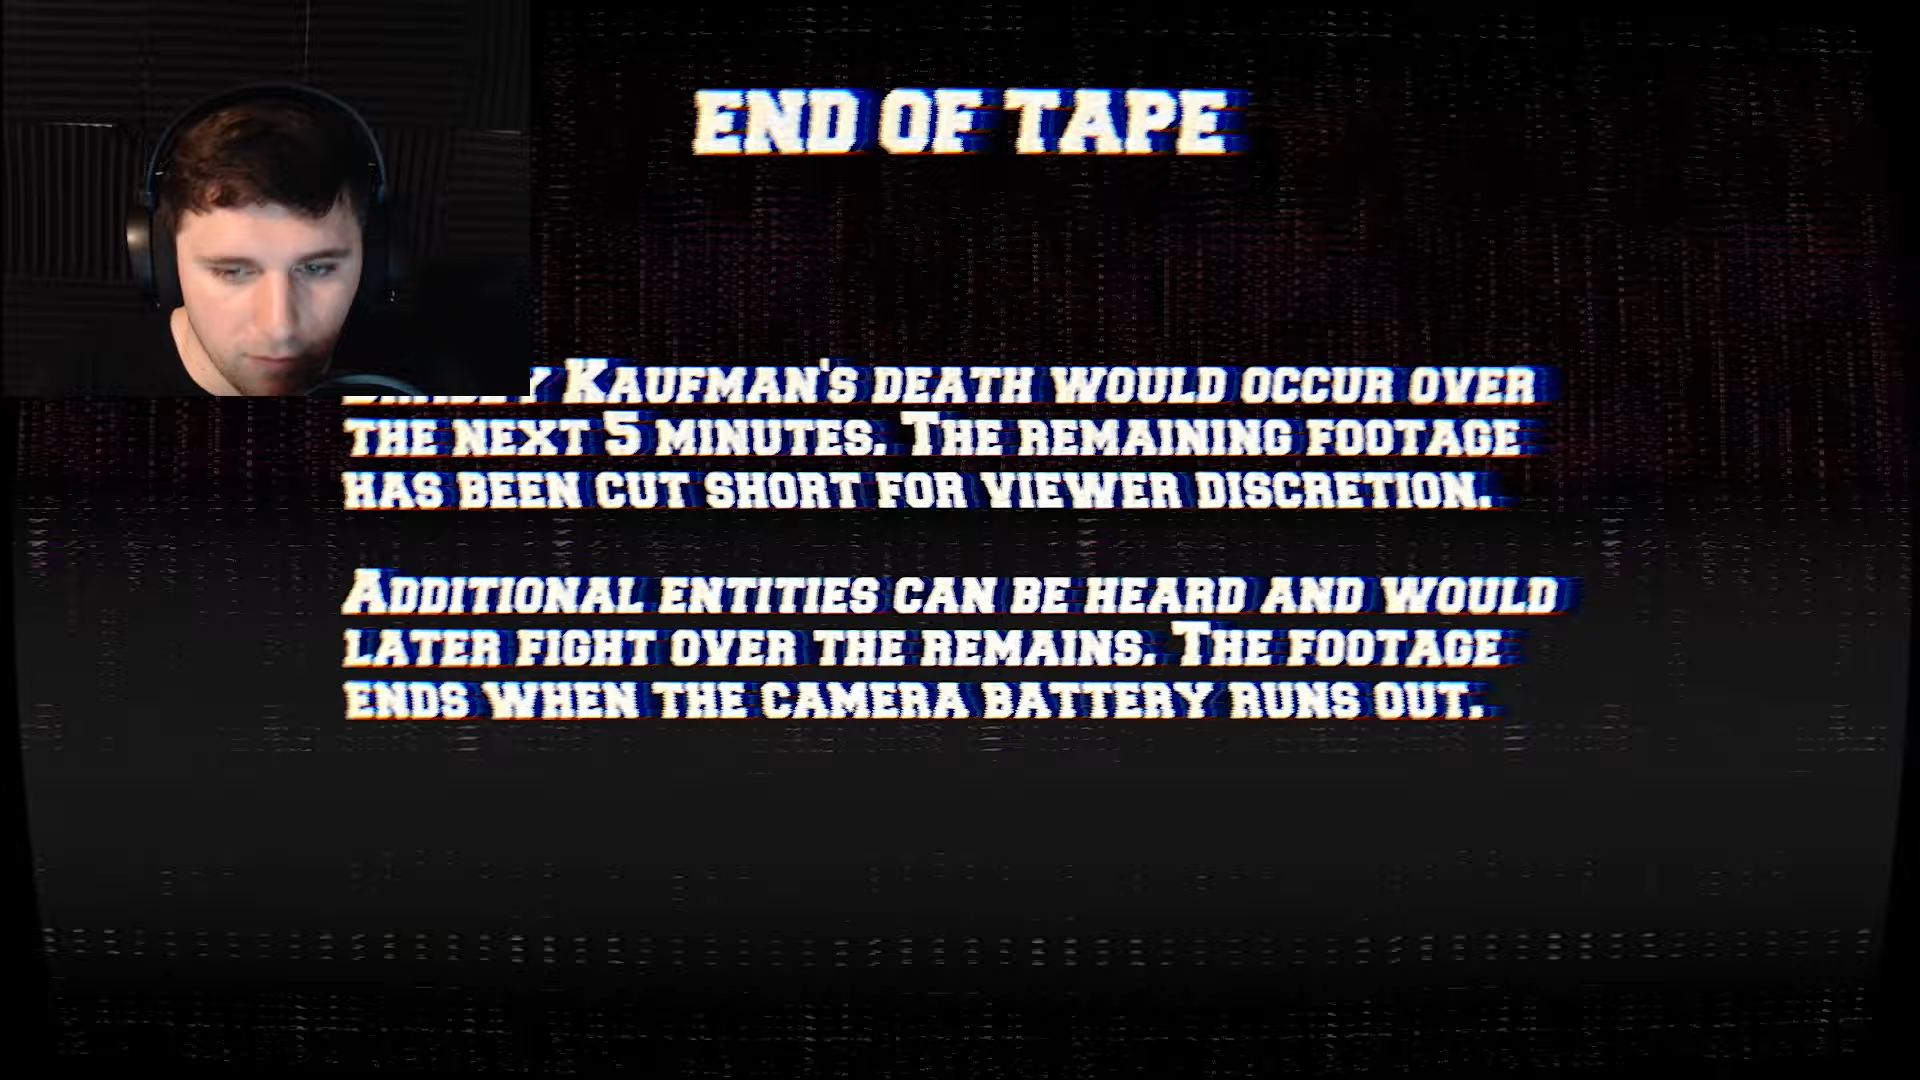 END OF TAPE
KAUFMAN'S DEATH WOULD OCCUR OVER
THE NEXT 5 MINUTES. THE REMAINING FOOTAGE
HAS BEEN CUT SHORT FOR VIEWER DISCRETION.
ADDITIONAL ENTITIES CAN BE HEARD AND WOULD
LATER FIGHT OVER THE REMAINS. THE FOOTAGE
ENDS WHEN THE CAMERA BATTERY RUNS OUT.